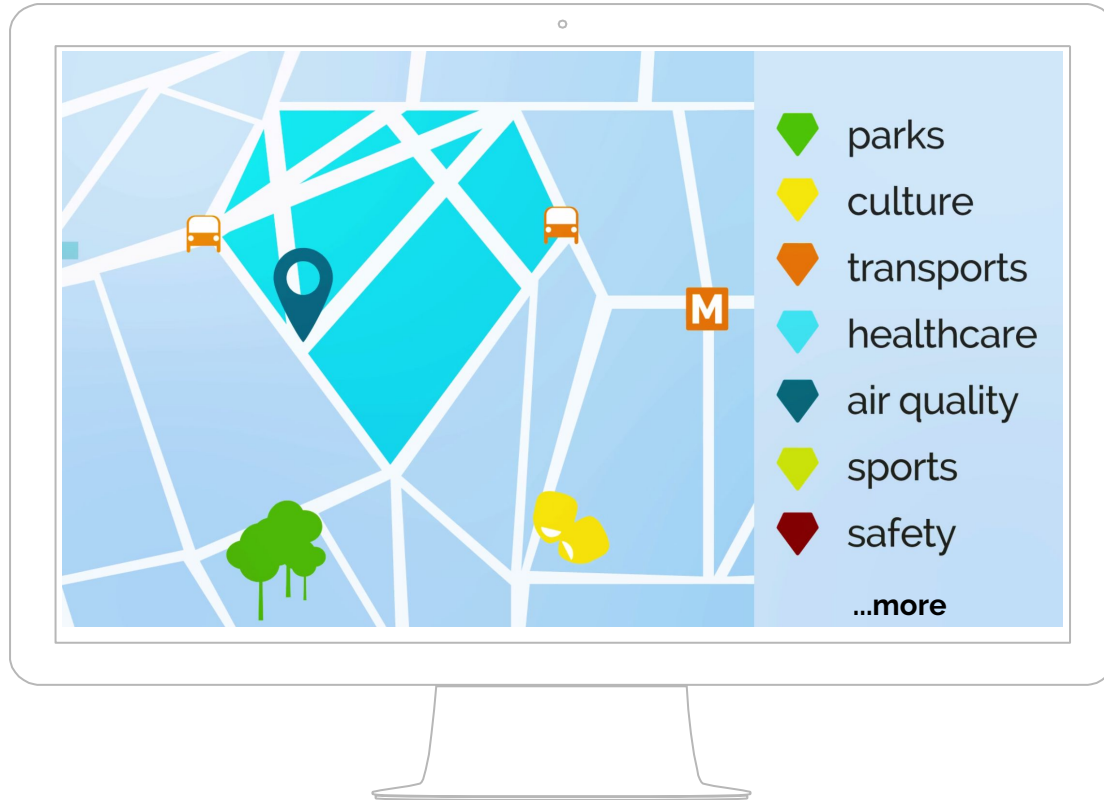 parks
culture
transports
M
healthcare
air quality
sports
safety
...more